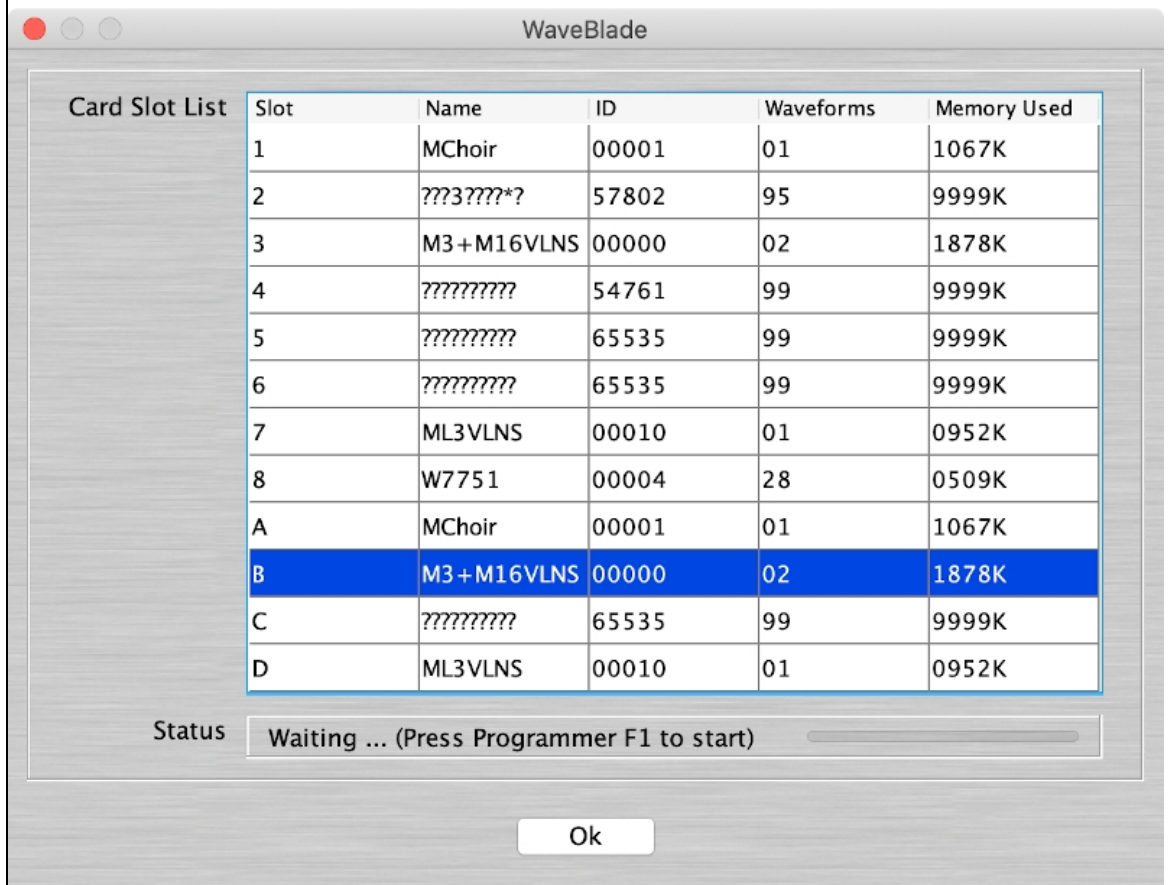 WaveBlade
Card Slot List Slot Name ID Waveforms Memory Used
1 MChoir 00001 01 1067K
2 ???3????*? 57802 95 9999K
3 M3+M16VLNS 00000 02 1878K
4 ?????????? 54761 99 9999K
5 ?????????? 65535 99 9999K
6 ?????????? 65535 99 9999K
7 ML3VLNS 00010 01 0952K
8 W7751 00004 28 0509K
A MChoir 00001 01 1067K
B M3+M16VLNS 00000 02 1878K
C ?????????? 65535 99 9999K
D ML3VLNS 00010 01 0952K
Status Waiting ... (Press Programmer F1 to start)
Ok